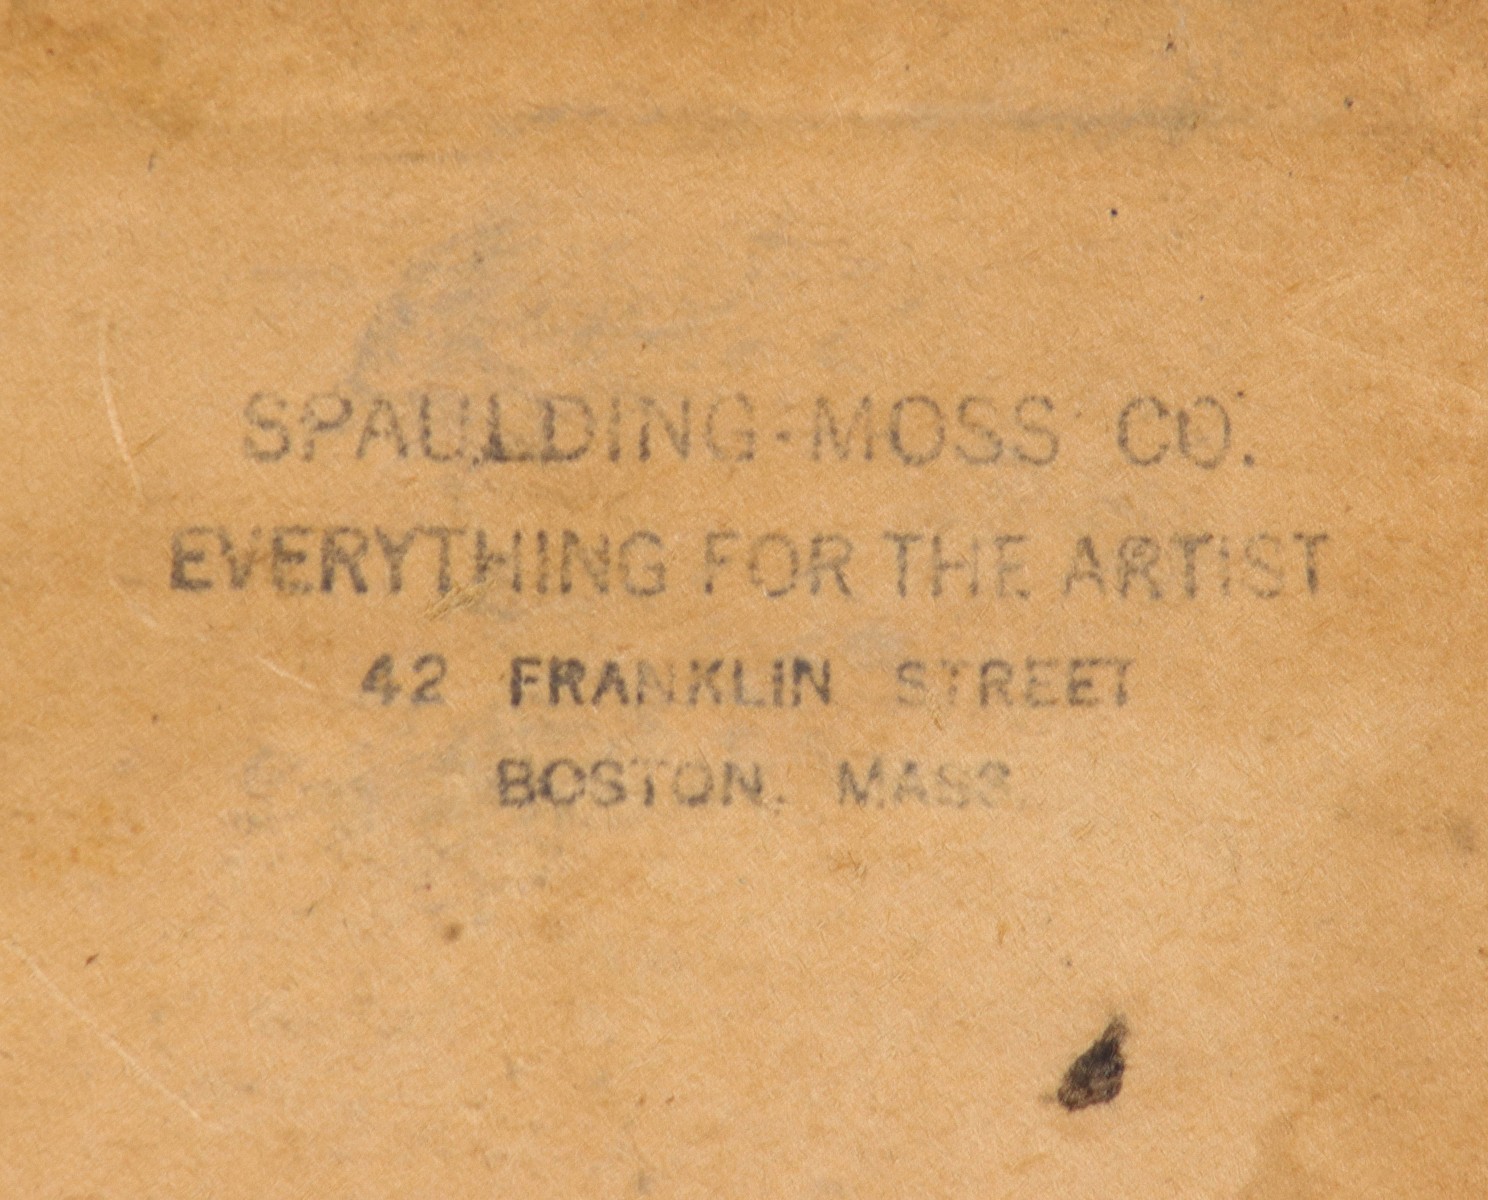 SPAULDING-MOSS CO.
EVERYTHING FOR THE ARTIST
42 FRANKLIN STREET
BOSTON, MASS.